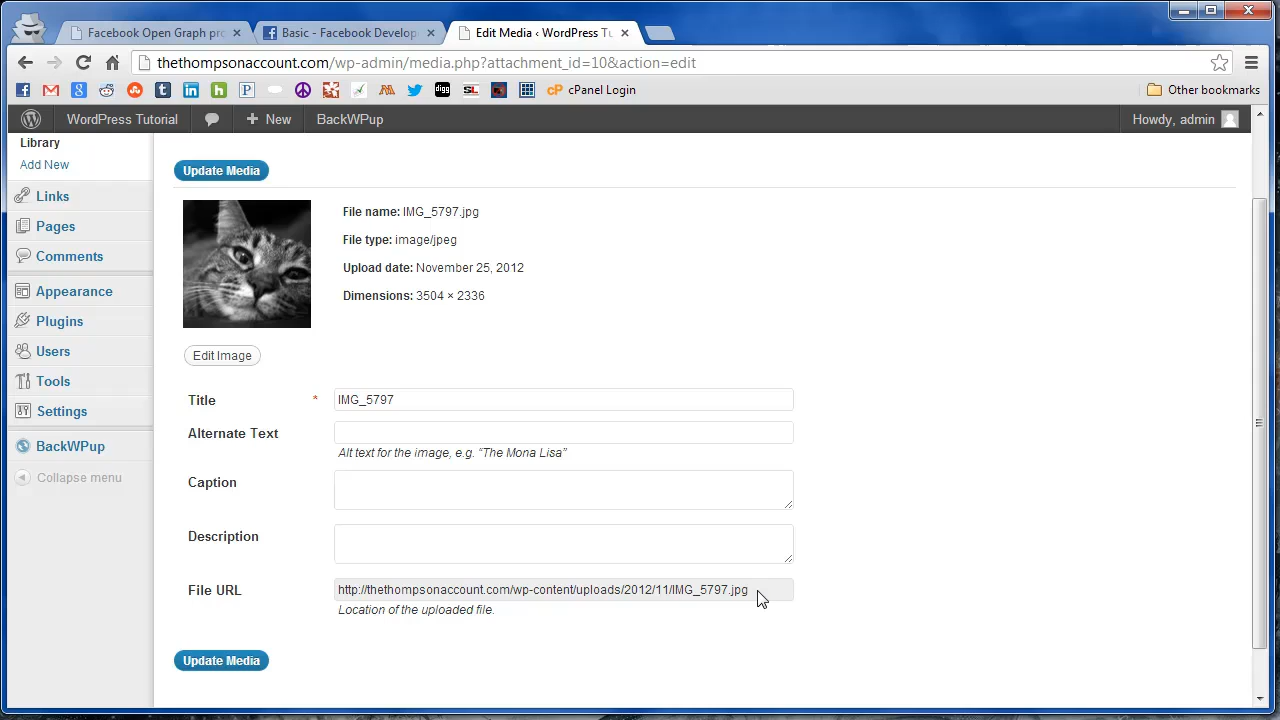 Facebook Open Graph pr
Basic - Facebook Develop
Edit Media ‹ WordPress Tu
thethompsonaccount.com/wp-admin/media.php?attachment_id=10&action=edit
digg
SL
cP cPanel Login
Other bookmarks
WordPress Tutorial
New
BackWPup
Howdy, admin
Library
Add New
Links
Pages
Comments
Appearance
Plugins
Users
Tools
Settings
BackWPup
Collapse menu
Update Media
File name: IMG_5797.jpg
File type: image/jpeg
Upload date: November 25, 2012
Dimensions: 3504 × 2336
Edit Image
Title * IMG_5797
Alternate Text
Alt text for the image, e.g. “The Mona Lisa”
Caption
Description
File URL http://thethompsonaccount.com/wp-content/uploads/2012/11/IMG_5797.jpg
Location of the uploaded file.
Update Media